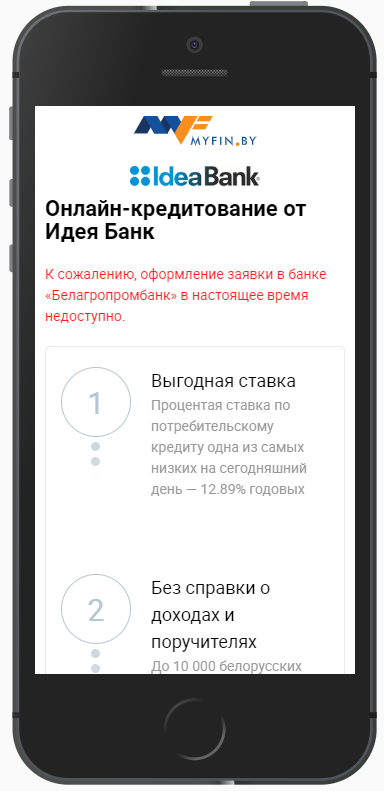 MYFIN.BY
IdeaBank
Онлайн-кредитование от
Идея Банк
К сожалению, оформление заявки в банке
«Белагропромбанк» в настоящее время
недоступно.
1
Выгодная ставка
Процентая ставка по
потребительскому
кредиту одна из самых
низких на сегодняшний
день — 12.89% годовых
2
Без справки о
доходах и
поручителях
До 10 000 белорусских